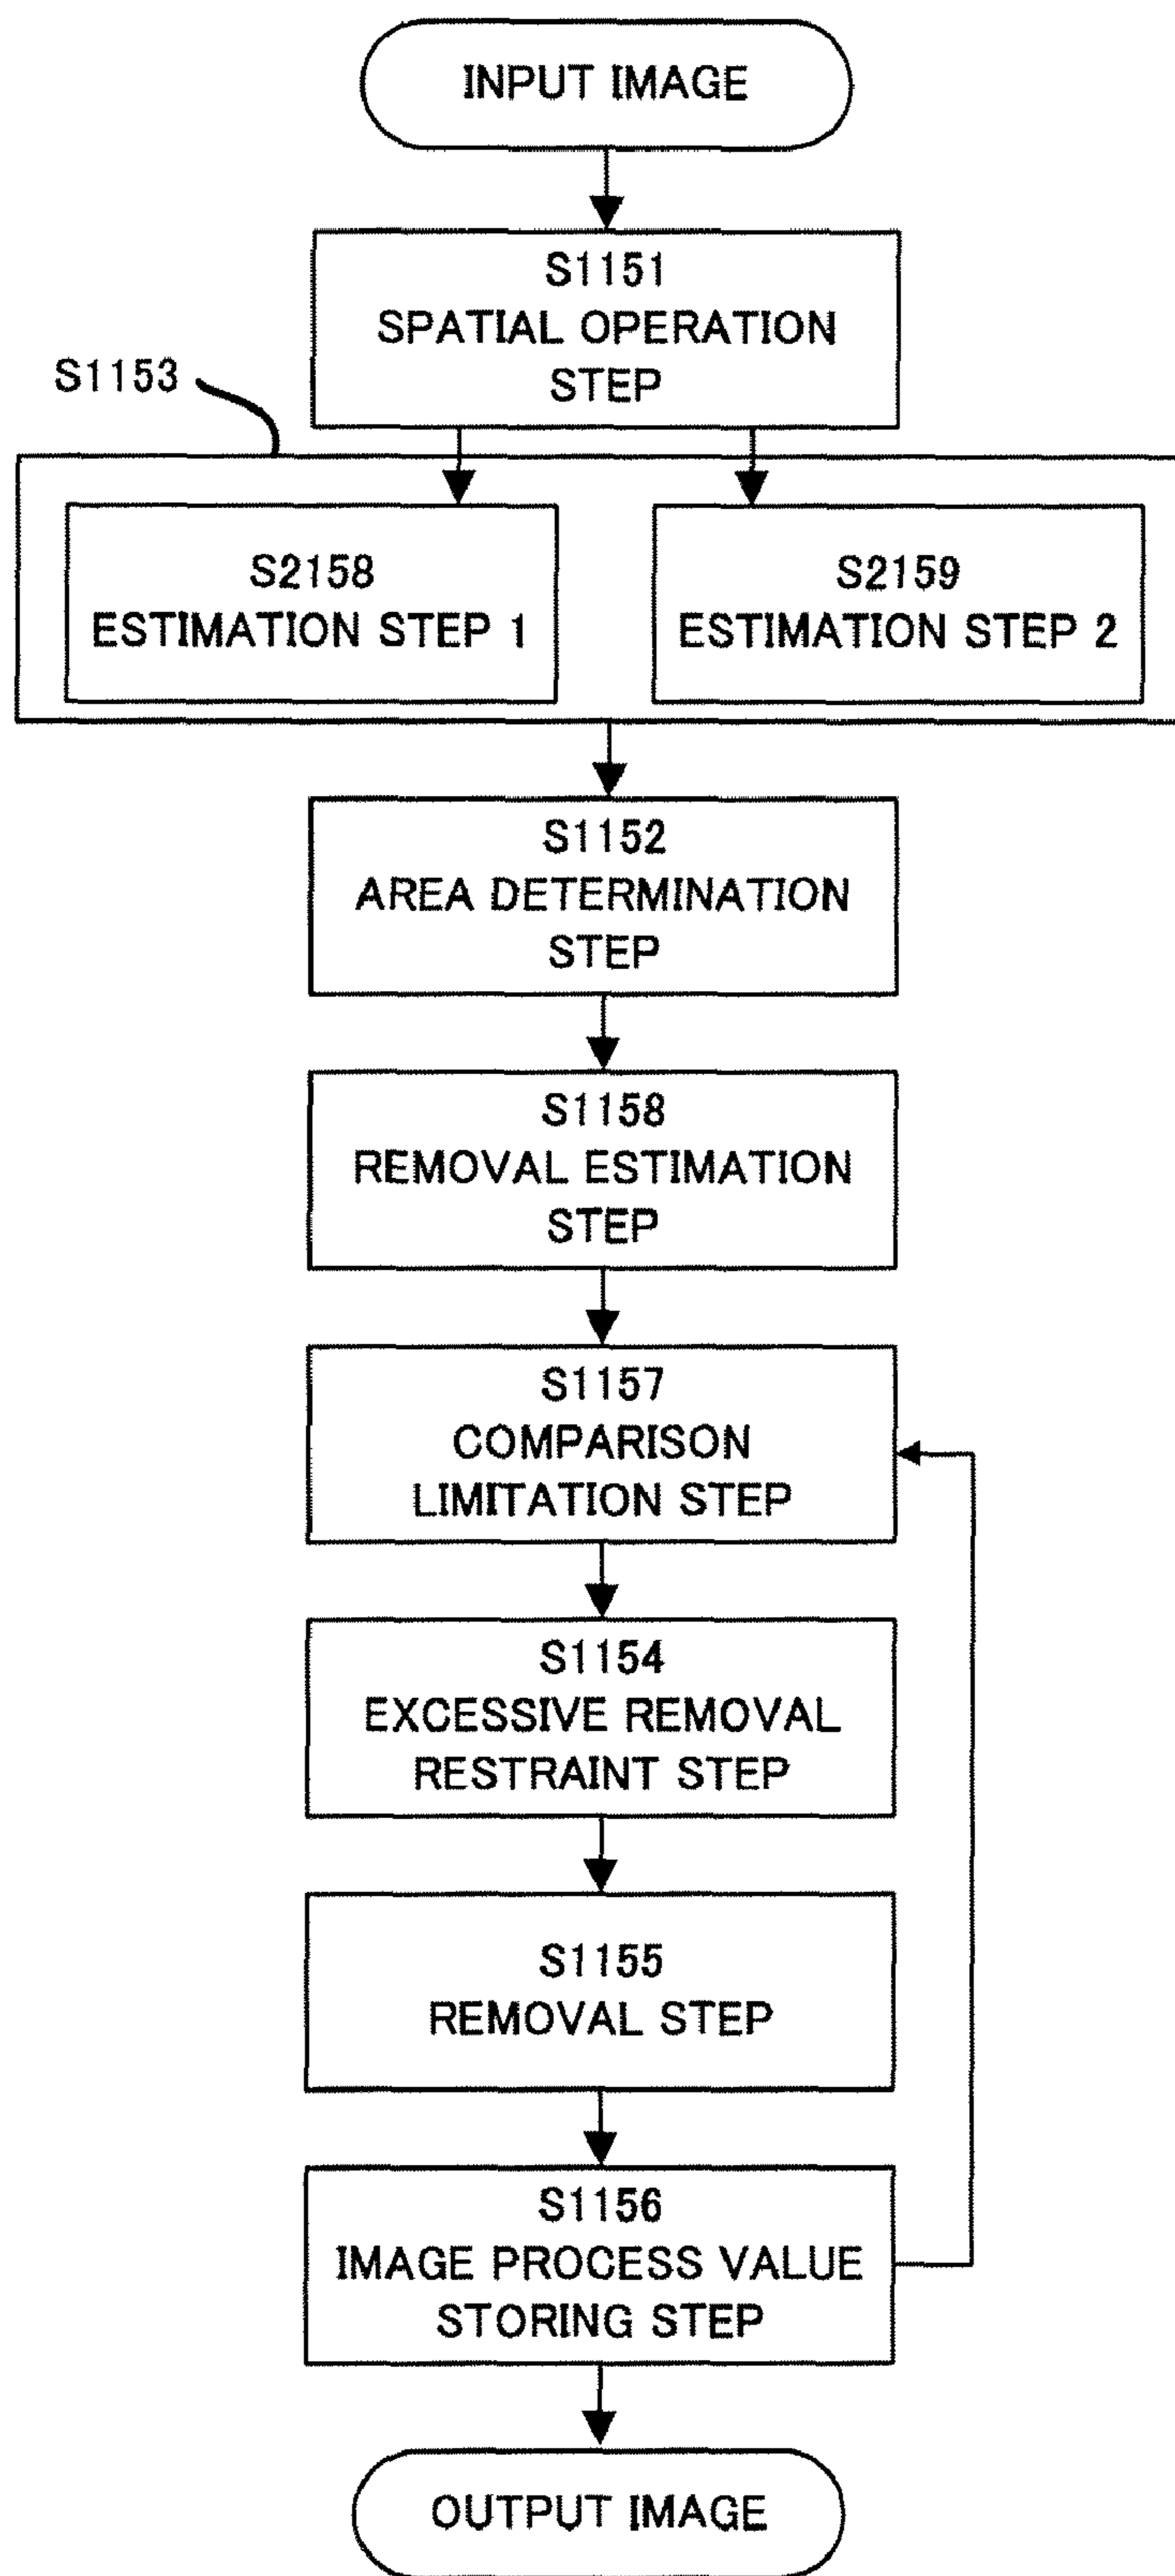 INPUT IMAGE
S1151
SPATIAL OPERATION
STEP
S1153
S2158
ESTIMATION STEP 1
S2159
ESTIMATION STEP 2
S1152
AREA DETERMINATION
STEP
S1158
REMOVAL ESTIMATION
STEP
S1157
COMPARISON
LIMITATION STEP
S1154
EXCESSIVE REMOVAL
RESTRAINT STEP
S1155
REMOVAL STEP
S1156
IMAGE PROCESS VALUE
STORING STEP
OUTPUT IMAGE